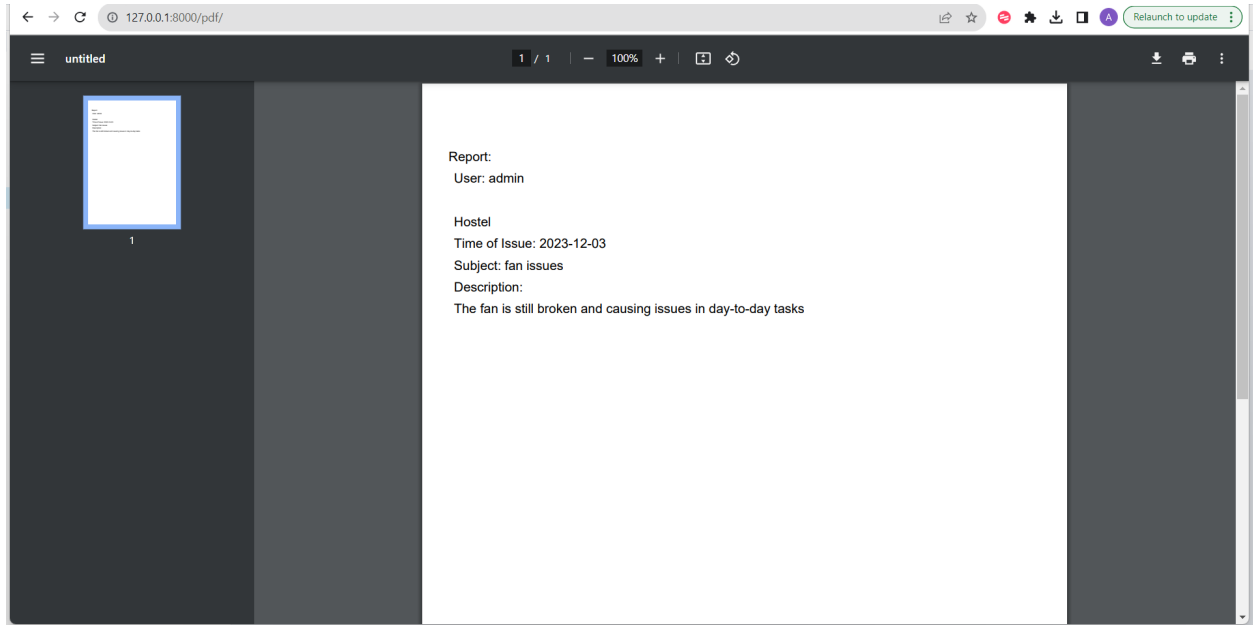 127.0.0.1:8000/pdf/
A
Relaunch to update
untitled
1 / 1
100%
1
Report:
User: admin
Hostel
Time of Issue: 2023-12-03
Subject: fan issues
Description:
The fan is still broken and causing issues in day-to-day tasks